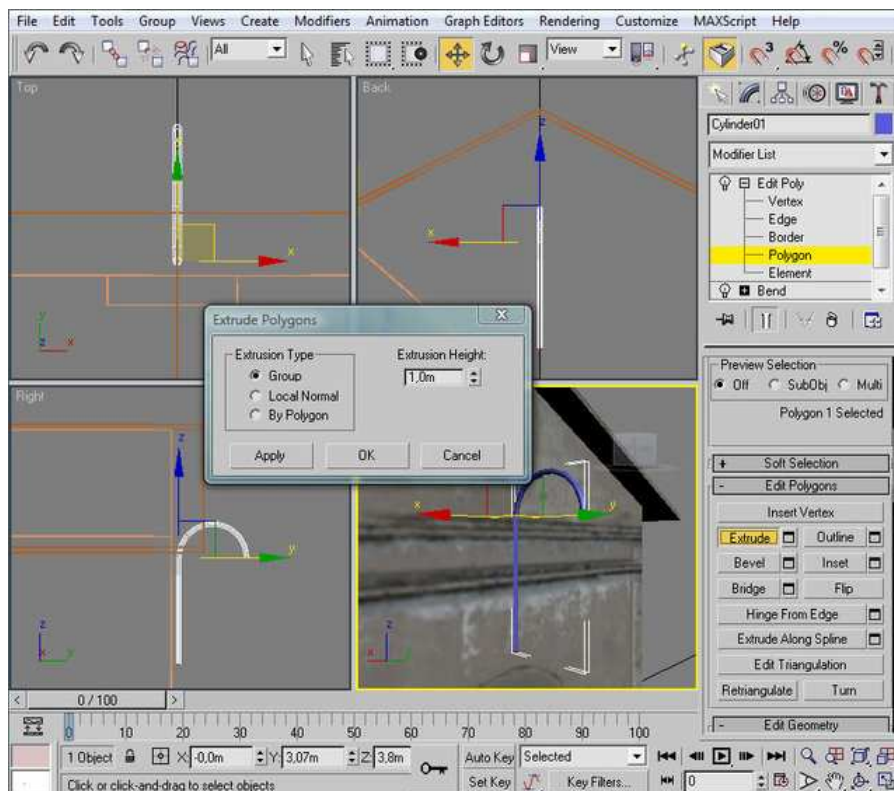 File Edit Tools Group Views Create Modifiers Animation Graph Editors Rendering Customize MAXScript Help
All
View
3
%
Top
Back
Right
z
x
y
x
y
z
x
z
y
z
x
y
x
y
z
Cylinder01
Modifier List
Edit Poly
Vertex
Edge
Border
Polygon
Element
Bend
Extrude Polygons
Extrusion Type
Group
Local Normal
By Polygon
Extrusion Height:
1,0m
Apply OK Cancel
Preview Selection
Off SubObj Multi
Polygon 1 Selected
+ Soft Selection
- Edit Polygons
Insert Vertex
Extrude Outline
Bevel Inset
Bridge Flip
Hinge From Edge
Extrude Along Spline
Edit Triangulation
Retriangulate Turn
- Edit Geometry
< 0 / 100 >
0 10 20 30 40 50 60 70 80 90 100
1 Object X: -0,0m Y: 3,07m Z: 3,8m Auto Key Selected
Click or click-and-drag to select objects Set Key Key Filters... 0